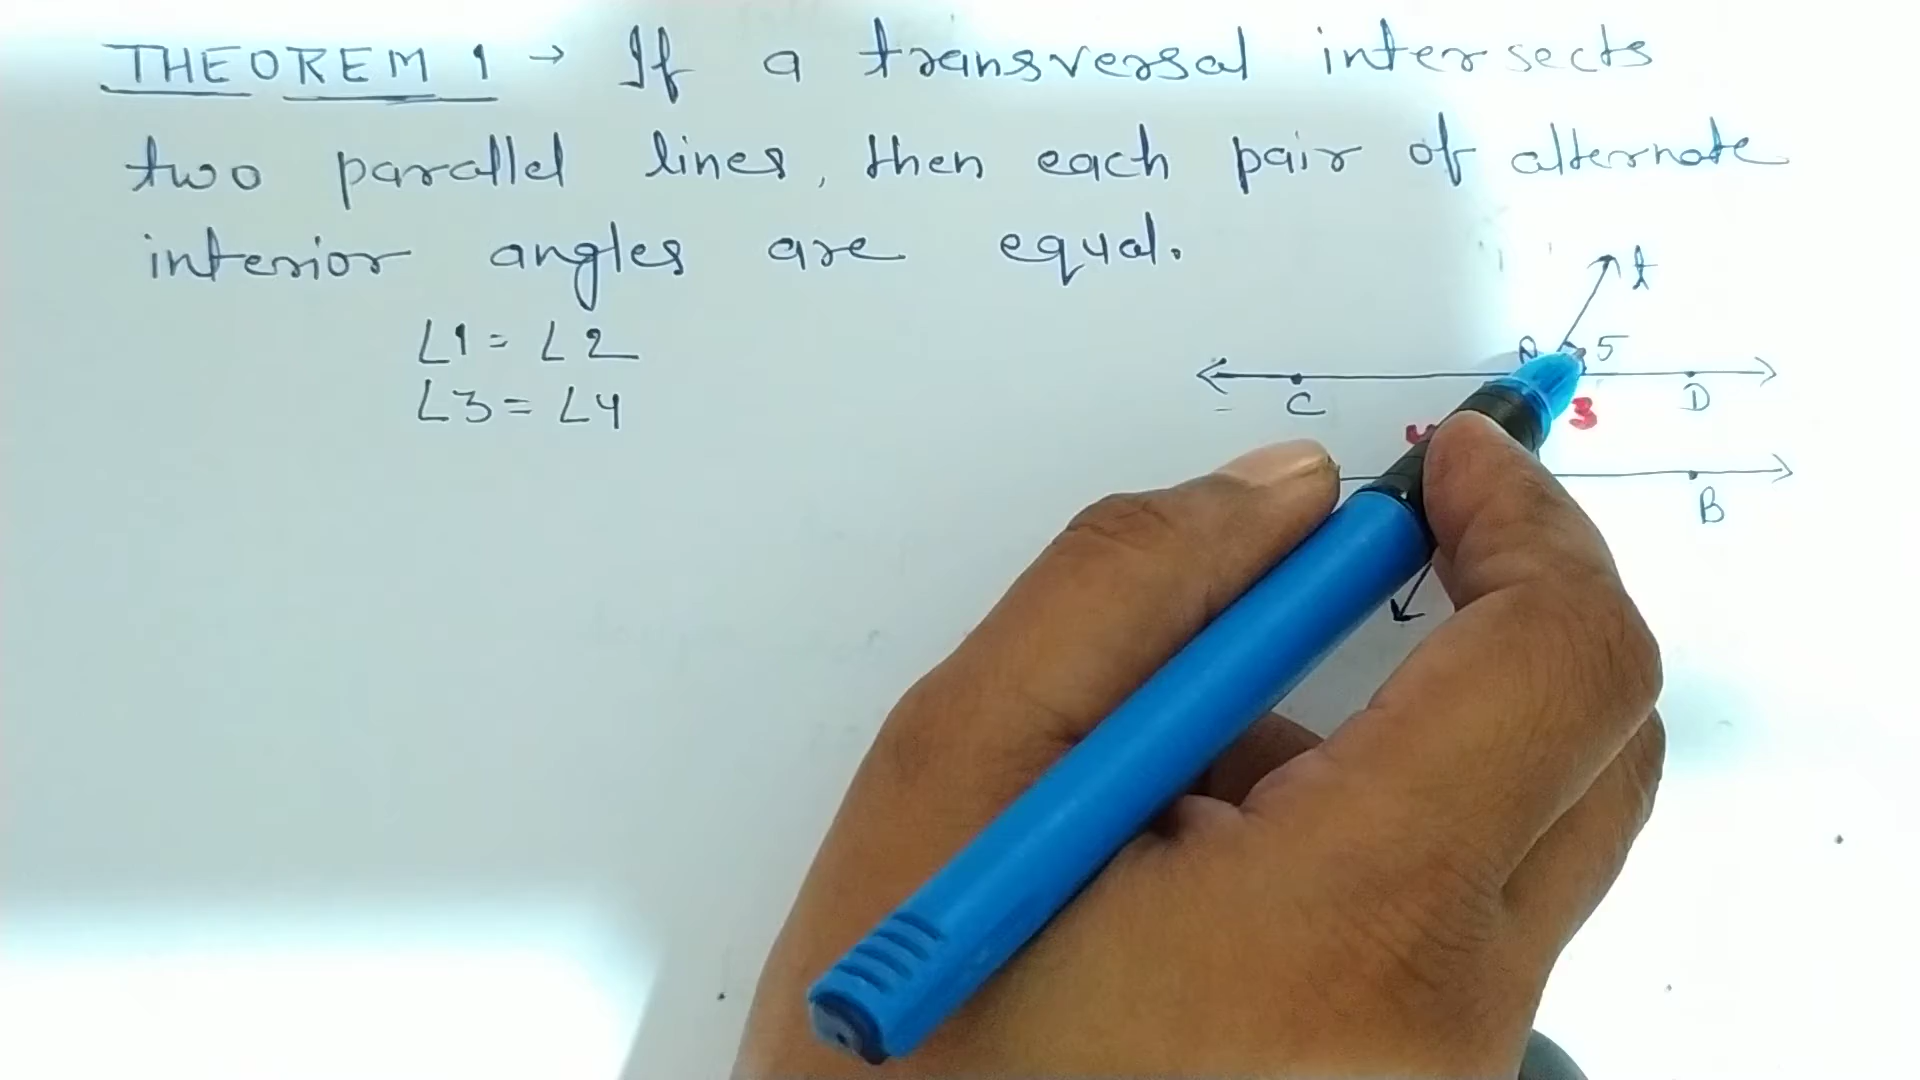 THEOREM 1 → If a transversal intersects
two parallel lines, then each pair of alternate
interior angles are equal.
∠1 = ∠2
∠3 = ∠4
t
5
C
3
D
4
B